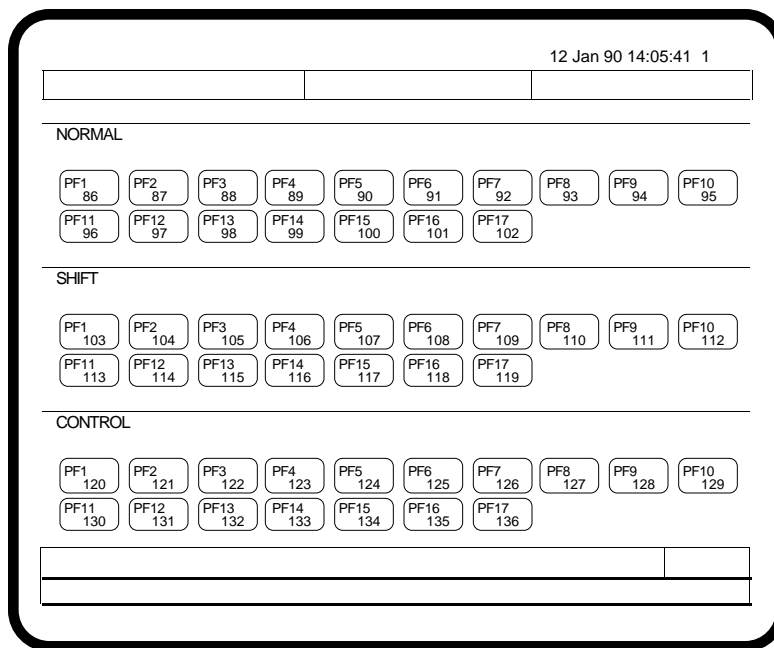 12 Jan 90 14:05:41 1
NORMAL
PF1 PF2 PF3 PF4 PF5 PF6 PF7 PF8 PF9 PF10
86 87 88 89 90 91 92 93 94 95
PF11 PF12 PF13 PF14 PF15 PF16 PF17
96 97 98 99 100 101 102
SHIFT
PF1 PF2 PF3 PF4 PF5 PF6 PF7 PF8 PF9 PF10
103 104 105 106 107 108 109 110 111 112
PF11 PF12 PF13 PF14 PF15 PF16 PF17
113 114 115 116 117 118 119
CONTROL
PF1 PF2 PF3 PF4 PF5 PF6 PF7 PF8 PF9 PF10
120 121 122 123 124 125 126 127 128 129
PF11 PF12 PF13 PF14 PF15 PF16 PF17
130 131 132 133 134 135 136